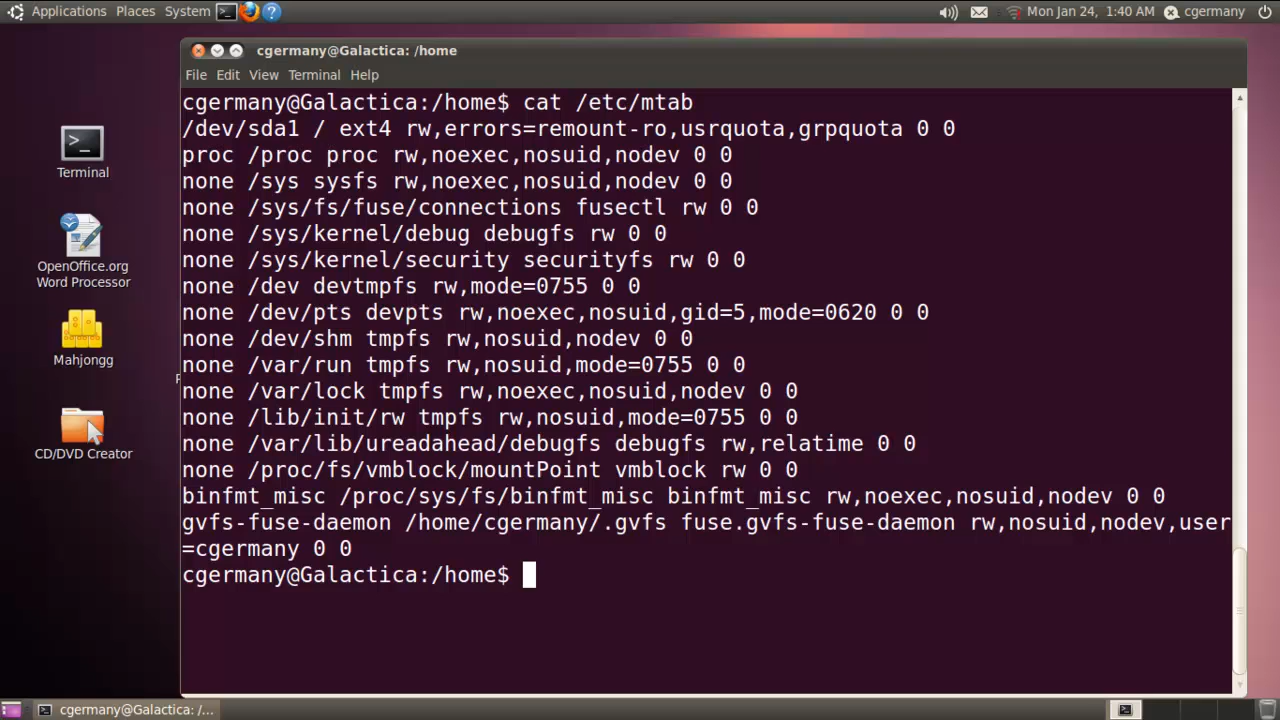 Applications Places System
Mon Jan 24, 1:40 AM cgermany
cgermany@Galactica: /home
File Edit View Terminal Help
cgermany@Galactica:/home$ cat /etc/mtab
/dev/sda1 / ext4 rw,errors=remount-ro,usrquota,grpquota 0 0
proc /proc proc rw,noexec,nosuid,nodev 0 0
none /sys sysfs rw,noexec,nosuid,nodev 0 0
none /sys/fs/fuse/connections fusectl rw 0 0
none /sys/kernel/debug debugfs rw 0 0
none /sys/kernel/security securityfs rw 0 0
none /dev devtmpfs rw,mode=0755 0 0
none /dev/pts devpts rw,noexec,nosuid,gid=5,mode=0620 0 0
none /dev/shm tmpfs rw,nosuid,nodev 0 0
none /var/run tmpfs rw,nosuid,mode=0755 0 0
none /var/lock tmpfs rw,noexec,nosuid,nodev 0 0
none /lib/init/rw tmpfs rw,nosuid,mode=0755 0 0
none /var/lib/ureadahead/debugfs debugfs rw,relatime 0 0
none /proc/fs/vmblock/mountPoint vmblock rw 0 0
binfmt_misc /proc/sys/fs/binfmt_misc binfmt_misc rw,noexec,nosuid,nodev 0 0
gvfs-fuse-daemon /home/cgermany/.gvfs fuse.gvfs-fuse-daemon rw,nosuid,nodev,user
=cgermany 0 0
cgermany@Galactica:/home$
Terminal
OpenOffice.org
Word Processor
Mahjongg
CD/DVD Creator
cgermany@Galactica: /...